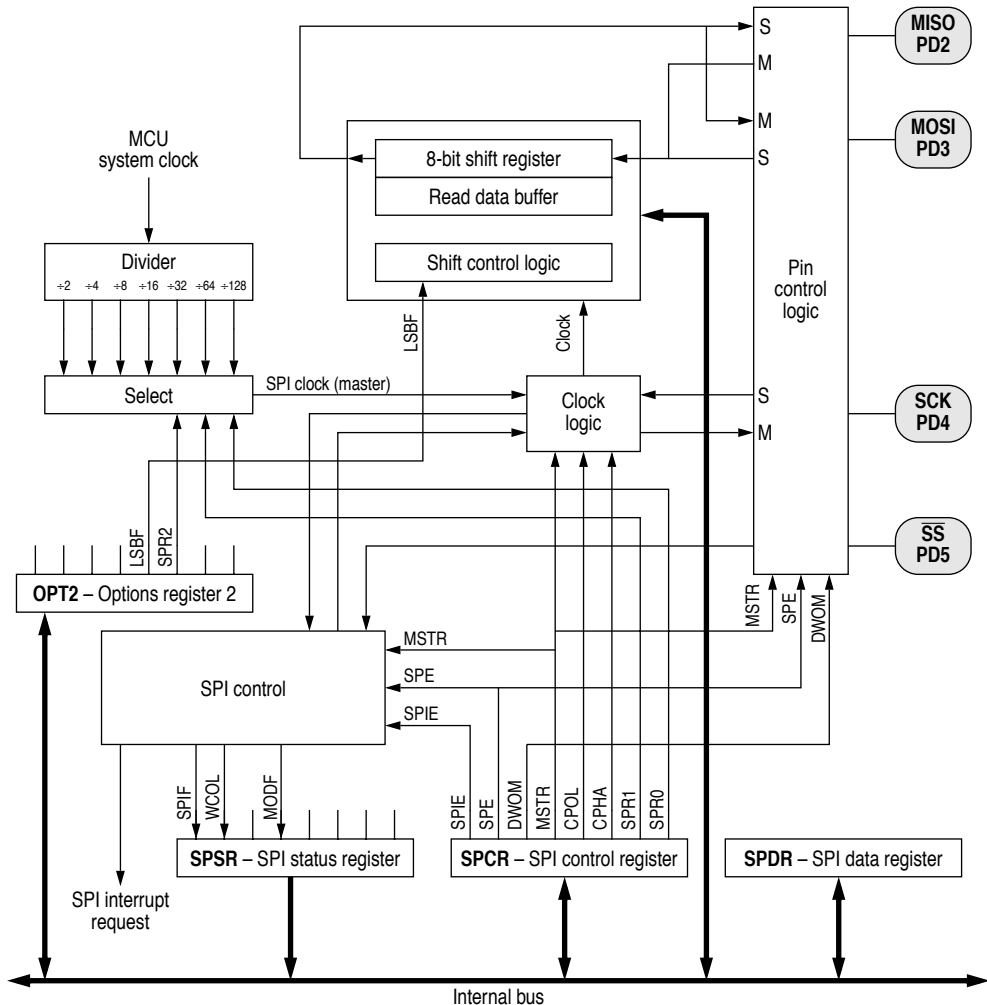 S
MISO
PD2
M
M
MOSI
PD3
S
MCU
system clock
8-bit shift register
Read data buffer
Divider
÷2 ÷4 ÷8 ÷16 ÷32 ÷64 ÷128
Shift control logic
Pin
control
logic
LSBF
Clock
Select
SPI clock (master)
Clock
logic
S
M
SCK
PD4
LSBF
SPR2
SS
PD5
OPT2 – Options register 2
MSTR
SPE
DWOM
MSTR
SPE
SPIE
SPI control
SPIF
WCOL
MODF
SPIE
SPE
DWOM
MSTR
CPOL
CPHA
SPR1
SPR0
SPSR – SPI status register
SPCR – SPI control register
SPDR – SPI data register
SPI interrupt
request
Internal bus